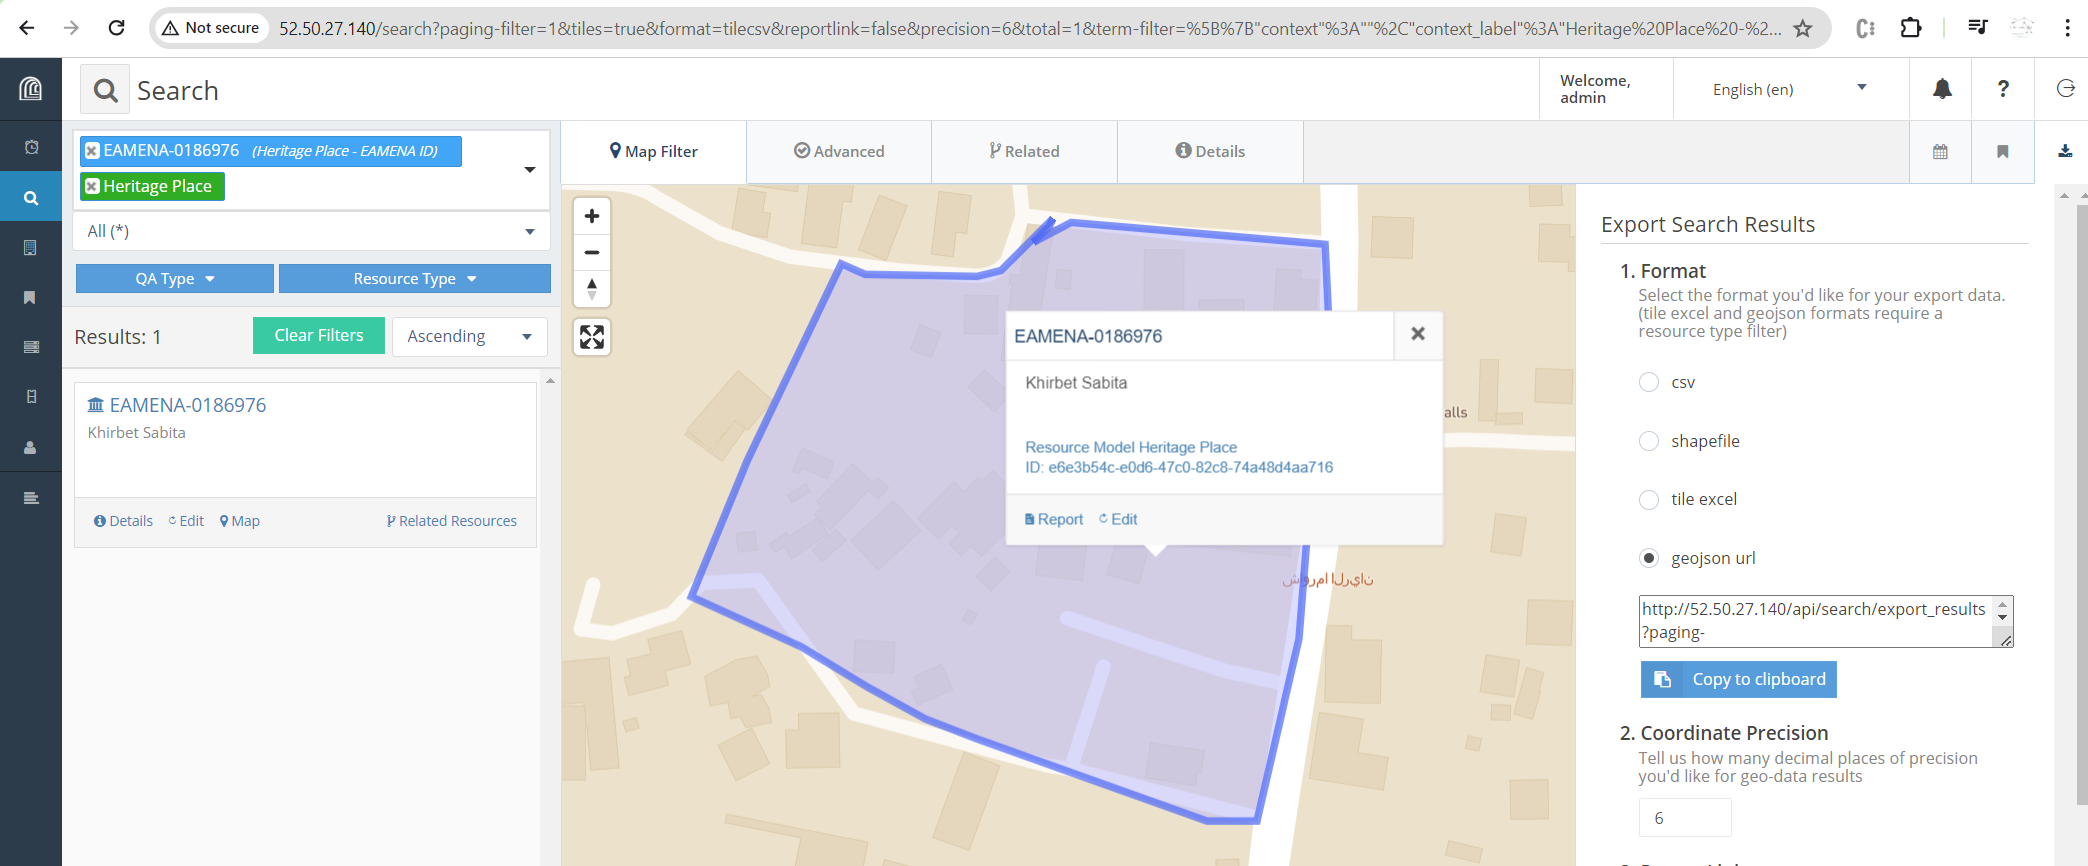 Not secure
52.50.27.140/search?paging-filter=1&tiles=true&format=tilecsv&reportlink=false&precision=6&total=1&term-filter=%5B%7B"context"%3A""%2C"context_label"%3A"Heritage%20Place%20-%2...
Search
Welcome,
admin
English (en)
?
EAMENA-0186976 (Heritage Place - EAMENA ID)
Heritage Place
All (*)
QA Type
Resource Type
Results: 1
Clear Filters
Ascending
EAMENA-0186976
Khirbet Sabita
Details
Edit
Map
Related Resources
Map Filter
Advanced
Related
Details
EAMENA-0186976
Khirbet Sabita
Resource Model Heritage Place
ID: e6e3b54c-e0d6-47c0-82c8-74a48d4aa716
Report
Edit
alls
شاورما الريان
Export Search Results
1. Format
Select the format you'd like for your export data.
(tile excel and geojson formats require a
resource type filter)
csv
shapefile
tile excel
geojson url
http://52.50.27.140/api/search/export_results
?paging-
Copy to clipboard
2. Coordinate Precision
Tell us how many decimal places of precision
you'd like for geo-data results
6